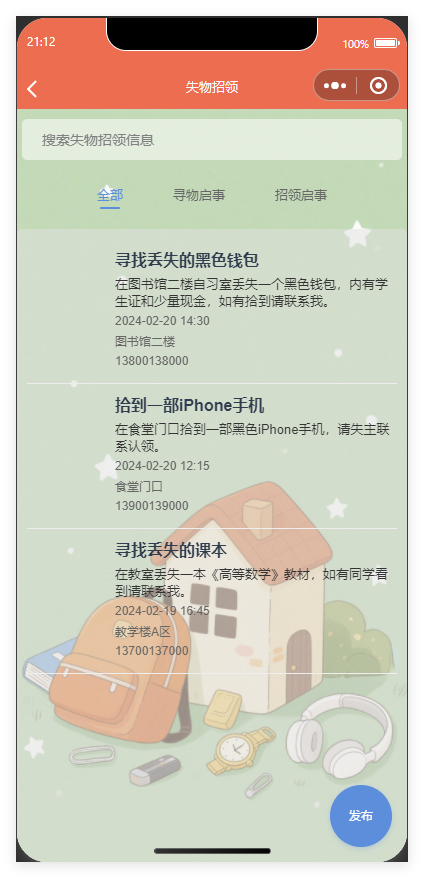 21:12
100%
失物招领
搜索失物招领信息
全部
寻物启事
招领启事
寻找丢失的黑色钱包
在图书馆二楼自习室丢失一个黑色钱包，内有学
生证和少量现金，如有拾到请联系我。
2024-02-20 14:30
图书馆二楼
13800138000
拾到一部iPhone手机
在食堂门口拾到一部黑色iPhone手机，请失主联
系认领。
2024-02-20 12:15
食堂门口
13900139000
寻找丢失的课本
在教室丢失一本《高等数学》教材，如有同学看
到请联系我。
2024-02-19 16:45
教学楼A区
13700137000
发布